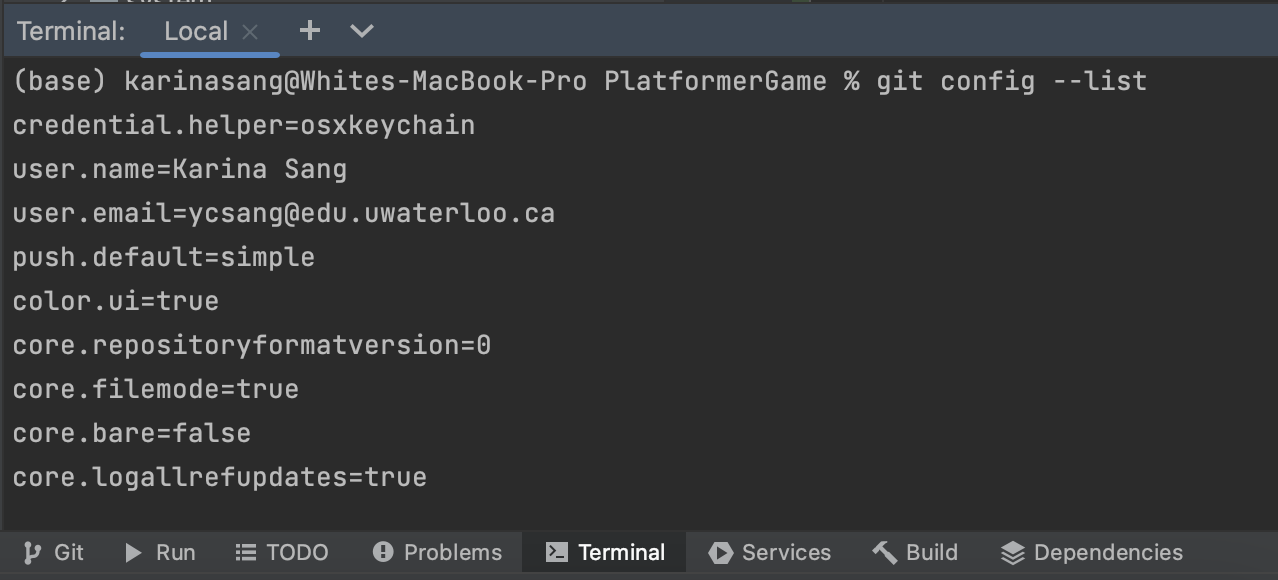 Terminal: Local
(base) karinasang@Whites-MacBook-Pro PlatformerGame % git config --list
credential.helper=osxkeychain
user.name=Karina Sang
user.email=ycsang@edu.uwaterloo.ca
push.default=simple
color.ui=true
core.repositoryformatversion=0
core.filemode=true
core.bare=false
core.logallrefupdates=true
Git Run TODO Problems Terminal Services Build Dependencies